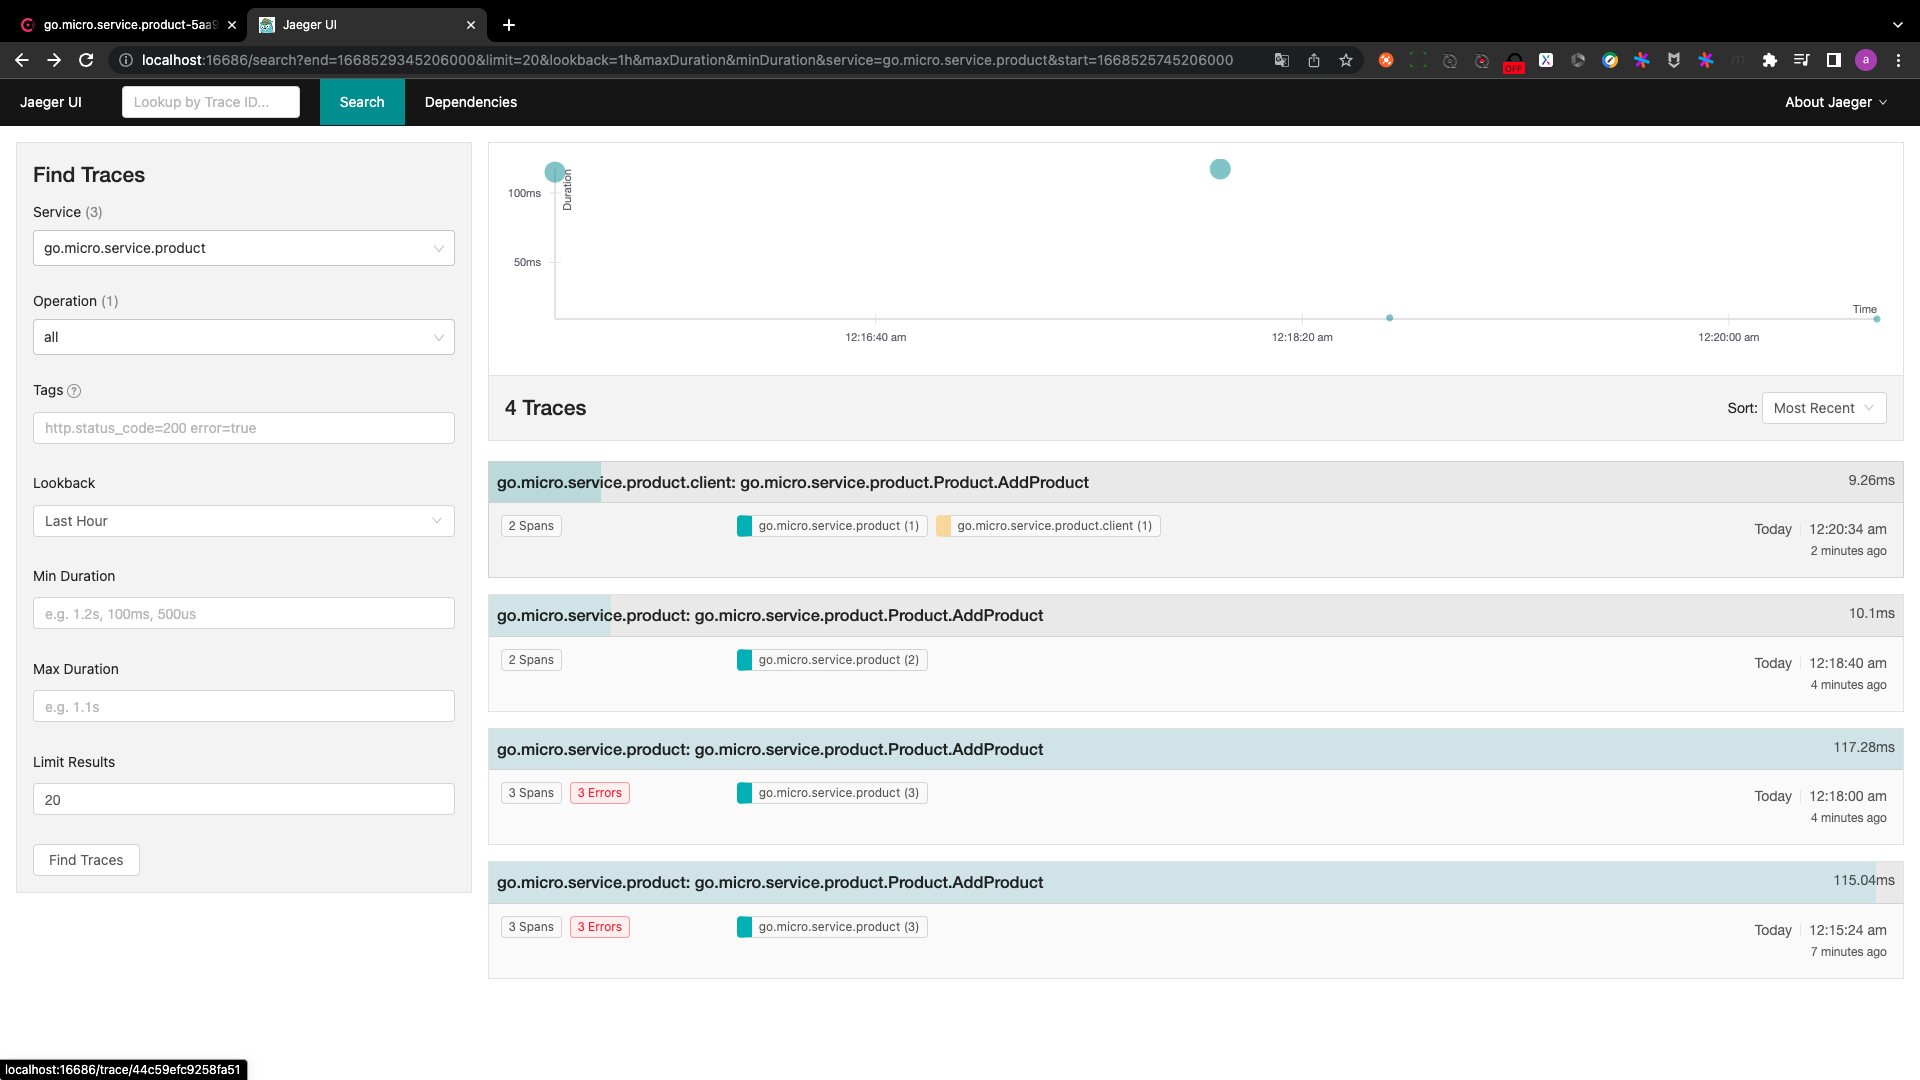 go.micro.service.product-5aa9
Jaeger UI
localhost:16686/search?end=1668529345206000&limit=20&lookback=1h&maxDuration&minDuration&service=go.micro.service.product&start=1668525745206000
OFF
a
Jaeger UI
Lookup by Trace ID...
Search
Dependencies
About Jaeger
Find Traces
Service (3)
go.micro.service.product
Operation (1)
all
Tags ?
http.status_code=200 error=true
Lookback
Last Hour
Min Duration
e.g. 1.2s, 100ms, 500us
Max Duration
e.g. 1.1s
Limit Results
20
Find Traces
Duration
100ms
50ms
Time
12:16:40 am
12:18:20 am
12:20:00 am
4 Traces
Sort: Most Recent
go.micro.service.product.client: go.micro.service.product.Product.AddProduct
9.26ms
2 Spans
go.micro.service.product (1)
go.micro.service.product.client (1)
Today
12:20:34 am
2 minutes ago
go.micro.service.product: go.micro.service.product.Product.AddProduct
10.1ms
2 Spans
go.micro.service.product (2)
Today
12:18:40 am
4 minutes ago
go.micro.service.product: go.micro.service.product.Product.AddProduct
117.28ms
3 Spans
3 Errors
go.micro.service.product (3)
Today
12:18:00 am
4 minutes ago
go.micro.service.product: go.micro.service.product.Product.AddProduct
115.04ms
3 Spans
3 Errors
go.micro.service.product (3)
Today
12:15:24 am
7 minutes ago
localhost:16686/trace/44c59efc9258fa51